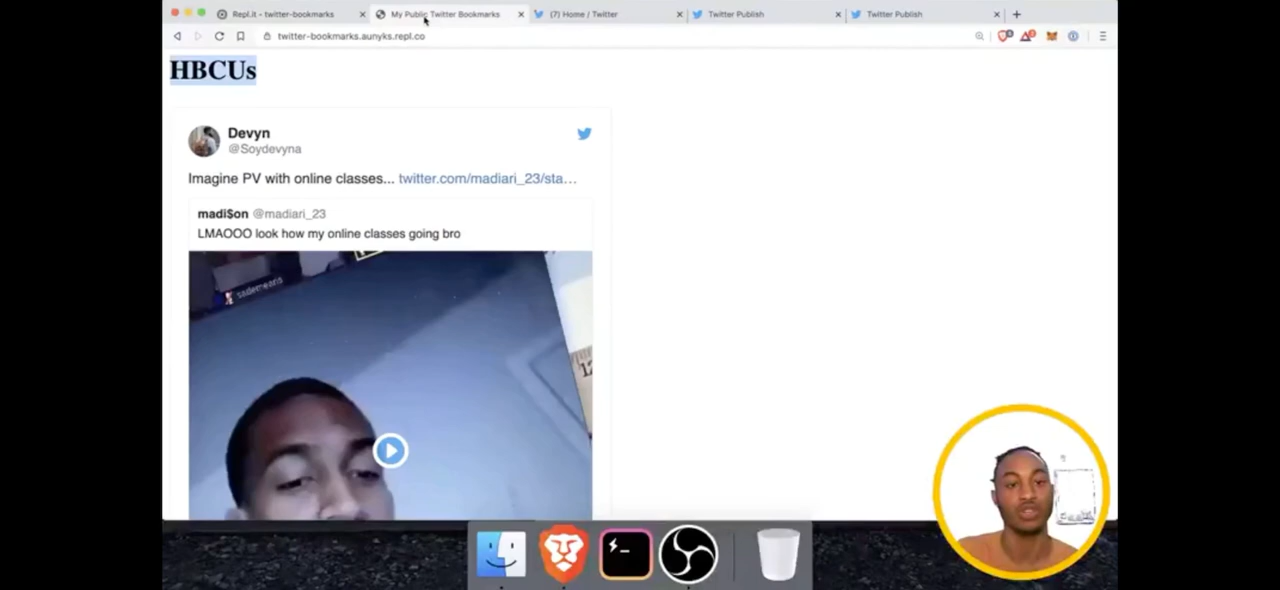 Repl.it - twitter-bookmarks
My Public Twitter Bookmarks
(7) Home / Twitter
Twitter Publish
Twitter Publish
twitter-bookmarks.aunyks.repl.co
HBCUs
Devyn
@Soydevyna
Imagine PV with online classes... twitter.com/madiari_23/sta…
madi$on @madiari_23
LMAOOO look how my online classes going bro